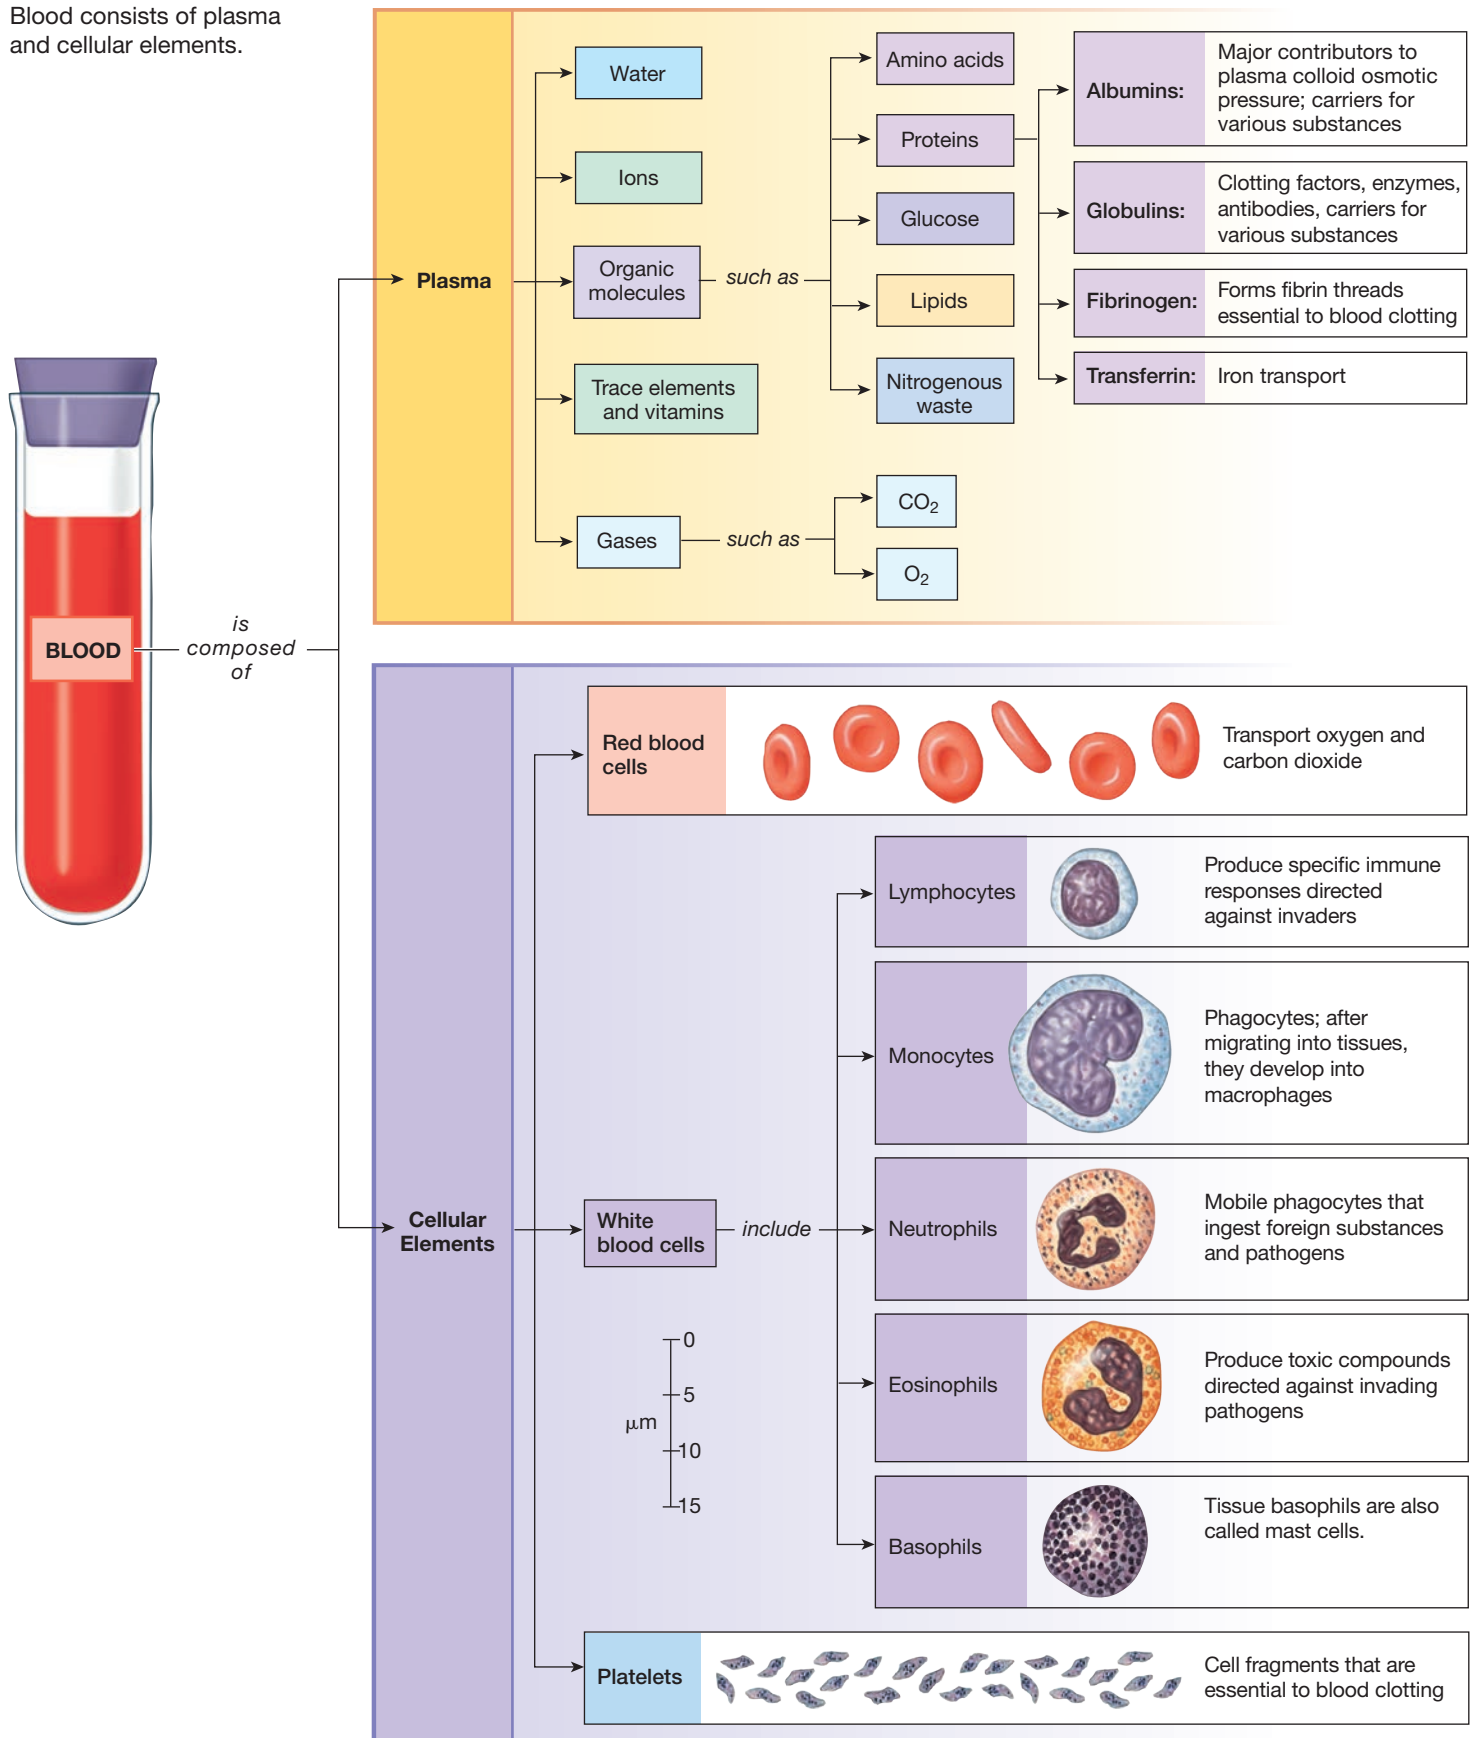 Blood consists of plasma
and cellular elements.
BLOOD
is
composed
of
Plasma
Water
Ions
Organic
molecules
such as
Trace elements
and vitamins
Gases
such as
Amino acids
Proteins
Glucose
Lipids
Nitrogenous
waste
CO₂
O₂
Albumins:
Major contributors to
plasma colloid osmotic
pressure; carriers for
various substances
Globulins:
Clotting factors, enzymes,
antibodies, carriers for
various substances
Fibrinogen:
Forms fibrin threads
essential to blood clotting
Transferrin:
Iron transport
Cellular
Elements
Red blood
cells
Transport oxygen and
carbon dioxide
White
blood cells
include
Lymphocytes
Produce specific immune
responses directed
against invaders
Monocytes
Phagocytes; after
migrating into tissues,
they develop into
macrophages
Neutrophils
Mobile phagocytes that
ingest foreign substances
and pathogens
Eosinophils
Produce toxic compounds
directed against invading
pathogens
Basophils
Tissue basophils are also
called mast cells.
0
5
µm
10
15
Platelets
Cell fragments that are
essential to blood clotting